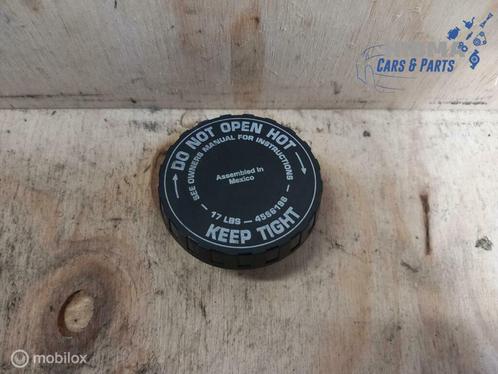 CARS & PARTS
DO NOT OPEN HOT
SEE OWNERS MANUAL FOR INSTRUCTIONS
Assembled in
Mexico
17 LBS — 4556198
KEEP TIGHT
mobilox